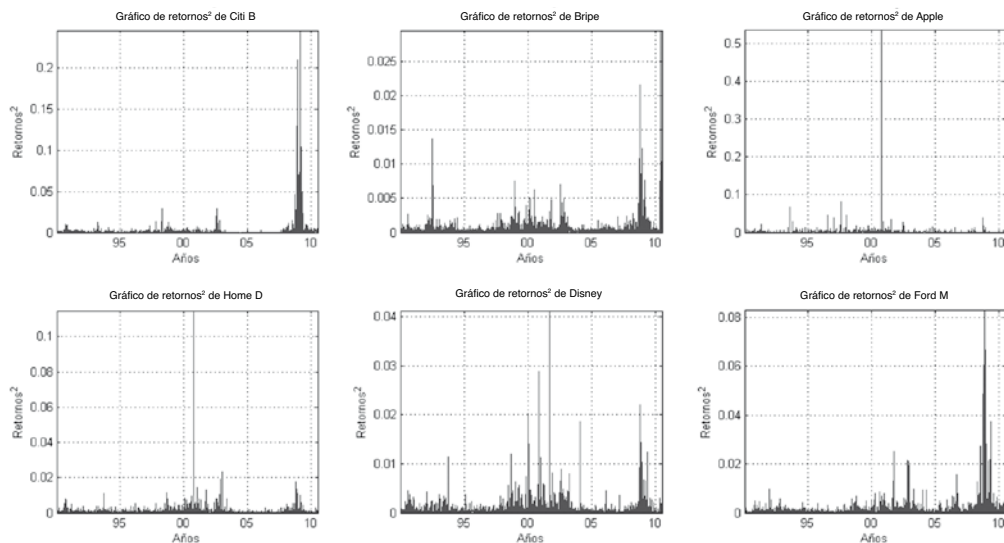 Gráfico de retornos² de Citi B
0.2
0.15
0.1
0.05
0
Retornos²
95 00 05 10
Años
Gráfico de retornos² de Bripe
0.025
0.02
0.015
0.01
0.005
0
Retornos²
95 00 05 10
Años
Gráfico de retornos² de Apple
0.5
0.4
0.3
0.2
0.1
0
Retornos²
95 00 05 10
Años
Gráfico de retornos² de Home D
0.1
0.08
0.06
0.04
0.02
0
Retornos²
95 00 05 10
Años
Gráfico de retornos² de Disney
0.04
0.03
0.02
0.01
0
Retornos²
95 00 05 10
Años
Gráfico de retornos² de Ford M
0.08
0.06
0.04
0.02
0
Retornos²
95 00 05 10
Años